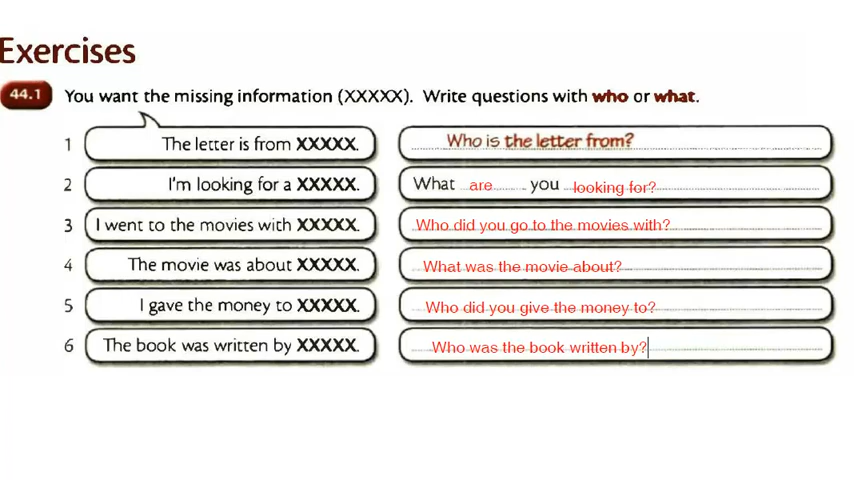 Exercises
44.1 You want the missing information (XXXXX). Write questions with who or what.
1 The letter is from XXXXX. Who is the letter from?
2 I'm looking for a XXXXX. What are you looking for?
3 I went to the movies with XXXXX. Who did you go to the movies with?
4 The movie was about XXXXX. What was the movie about?
5 I gave the money to XXXXX. Who did you give the money to?
6 The book was written by XXXXX. Who was the book written by?